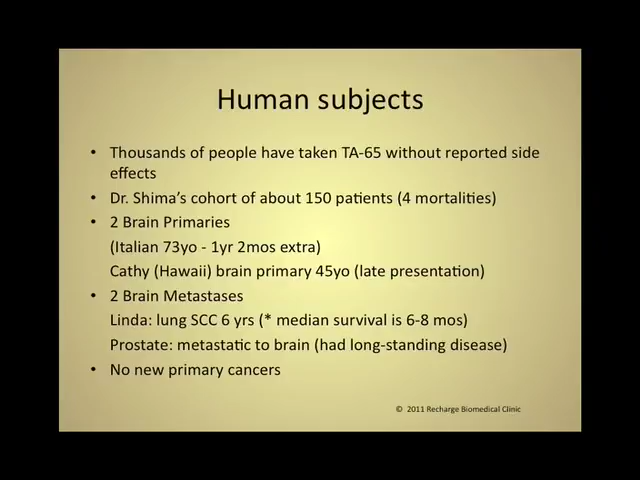 Human subjects
• Thousands of people have taken TA-65 without reported side
effects
• Dr. Shima's cohort of about 150 patients (4 mortalities)
• 2 Brain Primaries
(Italian 73yo - 1yr 2mos extra)
Cathy (Hawaii) brain primary 45yo (late presentation)
• 2 Brain Metastases
Linda: lung SCC 6 yrs (* median survival is 6-8 mos)
Prostate: metastatic to brain (had long-standing disease)
• No new primary cancers
© 2011 Recharge Biomedical Clinic